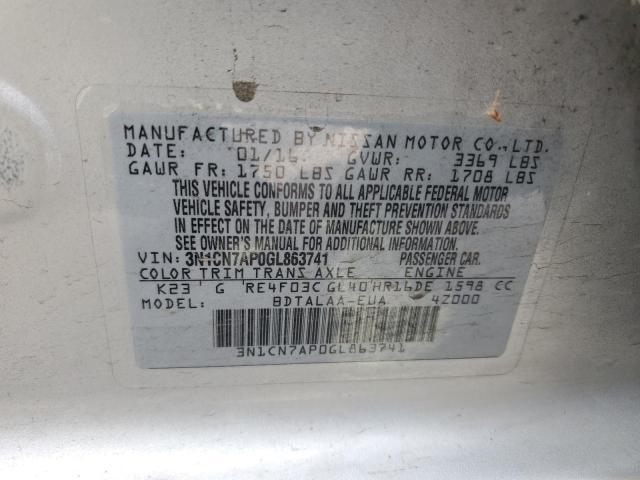 MANUFACTURED BY NISSAN MOTOR CO.,LTD.
DATE: 01/16 GVWR: 3369 LBS
GAWR FR: 1750 LBS GAWR RR: 1708 LBS
THIS VEHICLE CONFORMS TO ALL APPLICABLE FEDERAL MOTOR
VEHICLE SAFETY, BUMPER AND THEFT PREVENTION STANDARDS
IN EFFECT ON THE DATE OF MANUFACTURE SHOWN ABOVE.
SEE OWNER'S MANUAL FOR ADDITIONAL INFORMATION.
VIN: 3N1CN7AP0GL863741 PASSENGER CAR.
COLOR TRIM TRANS AXLE ENGINE
K23 G RE4F03C GL40 HR16DE 1598 CC
BDTALAA-EUA 4Z000
3N1CN7AP0GL863741